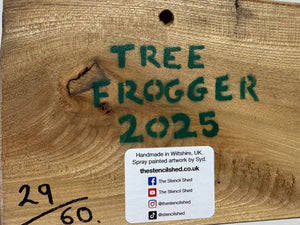 TREE
FROGGER
2025
Handmade in Wiltshire, UK.
Spray painted artwork by Syd.
thestencilshed.co.uk
The Stencil Shed
The Stencil Shed
@thestencilshed
@stencilshed
29/60.